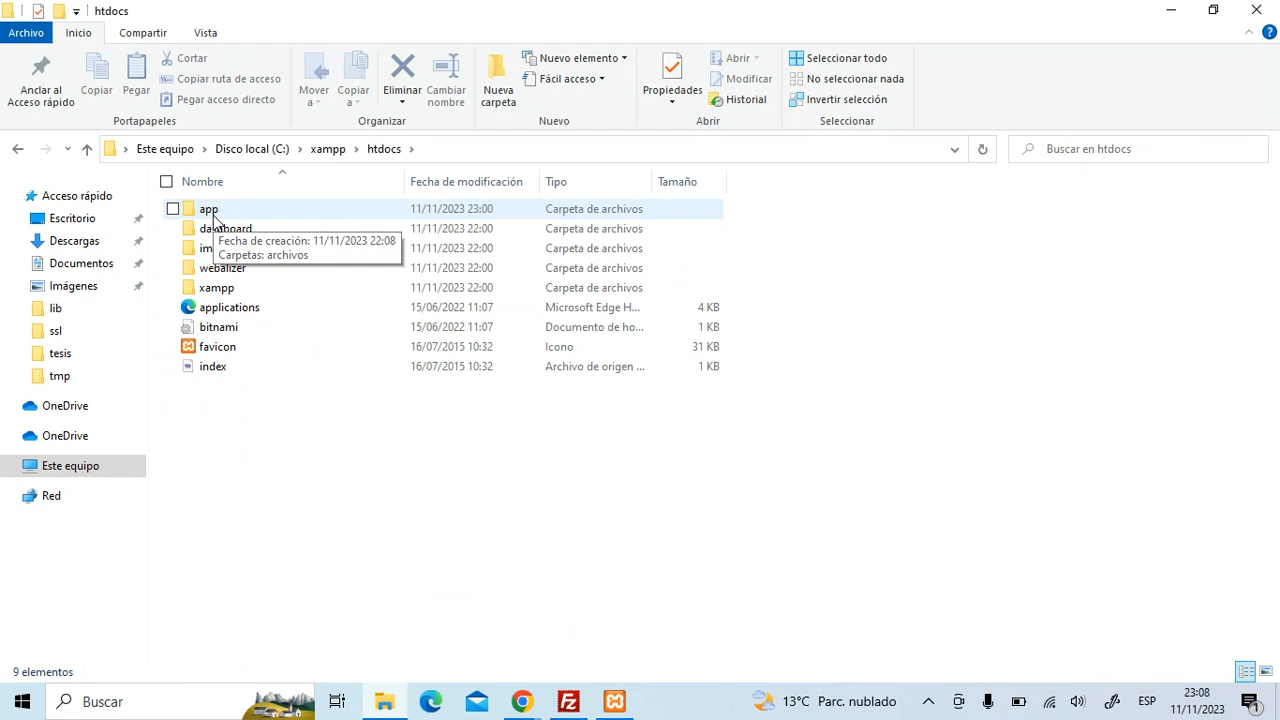 htdocs
Archivo Inicio Compartir Vista
Anclar al Acceso rápido
Copiar
Pegar
Cortar
Copiar ruta de acceso
Pegar acceso directo
Portapapeles
Mover a
Copiar a
Eliminar
Cambiar nombre
Organizar
Nueva carpeta
Nuevo elemento
Fácil acceso
Nuevo
Propiedades
Abrir
Modificar
Historial
Abrir
Seleccionar todo
No seleccionar nada
Invertir selección
Seleccionar
Este equipo > Disco local (C:) > xampp > htdocs >
Buscar en htdocs
Nombre Fecha de modificación Tipo Tamaño
app 11/11/2023 23:00 Carpeta de archivos
dashboard 11/11/2023 22:00 Carpeta de archivos
im 11/11/2023 22:00 Carpeta de archivos
webalizer 11/11/2023 22:00 Carpeta de archivos
xampp 11/11/2023 22:00 Carpeta de archivos
applications 15/06/2022 11:07 Microsoft Edge H... 4 KB
bitnami 15/06/2022 11:07 Documento de ho... 1 KB
favicon 16/07/2015 10:32 Icono 31 KB
index 16/07/2015 10:32 Archivo de origen ... 1 KB
Fecha de creación: 11/11/2023 22:08
Carpetas: archivos
Acceso rápido
Escritorio
Descargas
Documentos
Imágenes
lib
ssl
tesis
tmp
OneDrive
OneDrive
Este equipo
Red
9 elementos
Buscar
13°C Parc. nublado
ESP
23:08
11/11/2023
1